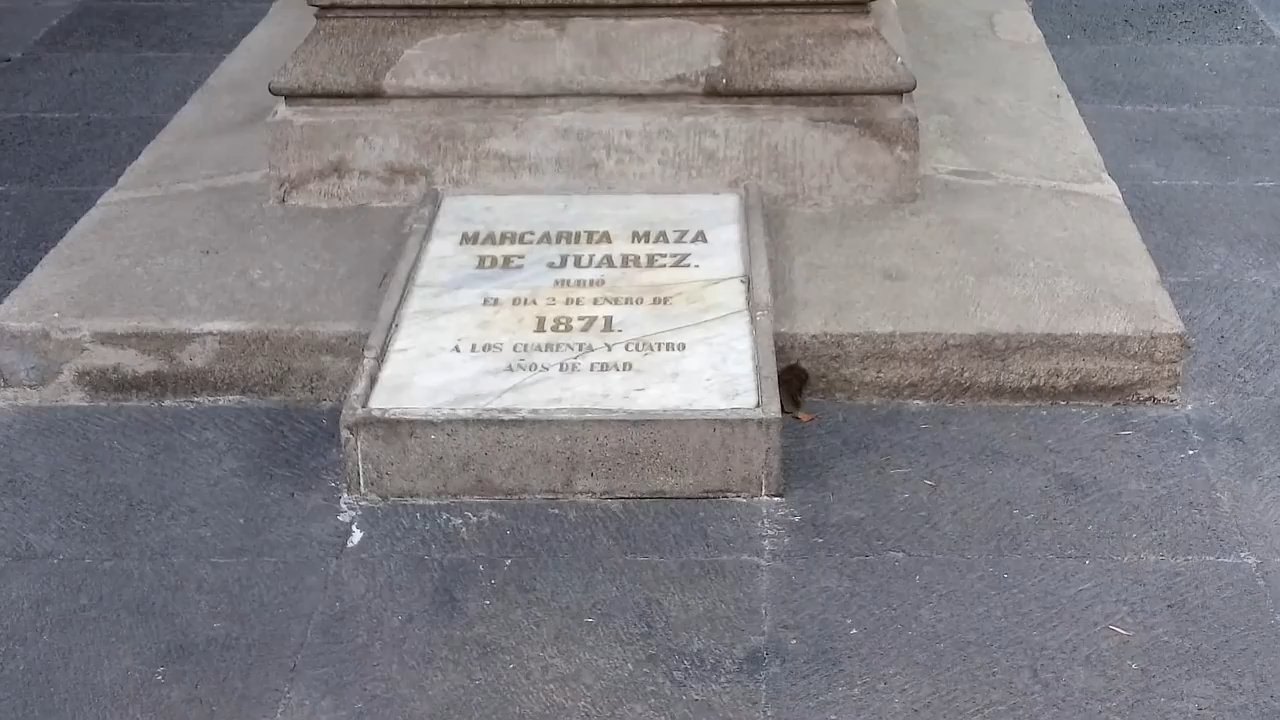 MARGARITA MAZA
DE JUAREZ.
MURIÓ
EL DIA 2 DE ENERO DE
1871.
Á LOS CUARENTA Y CUATRO
AÑOS DE EDAD